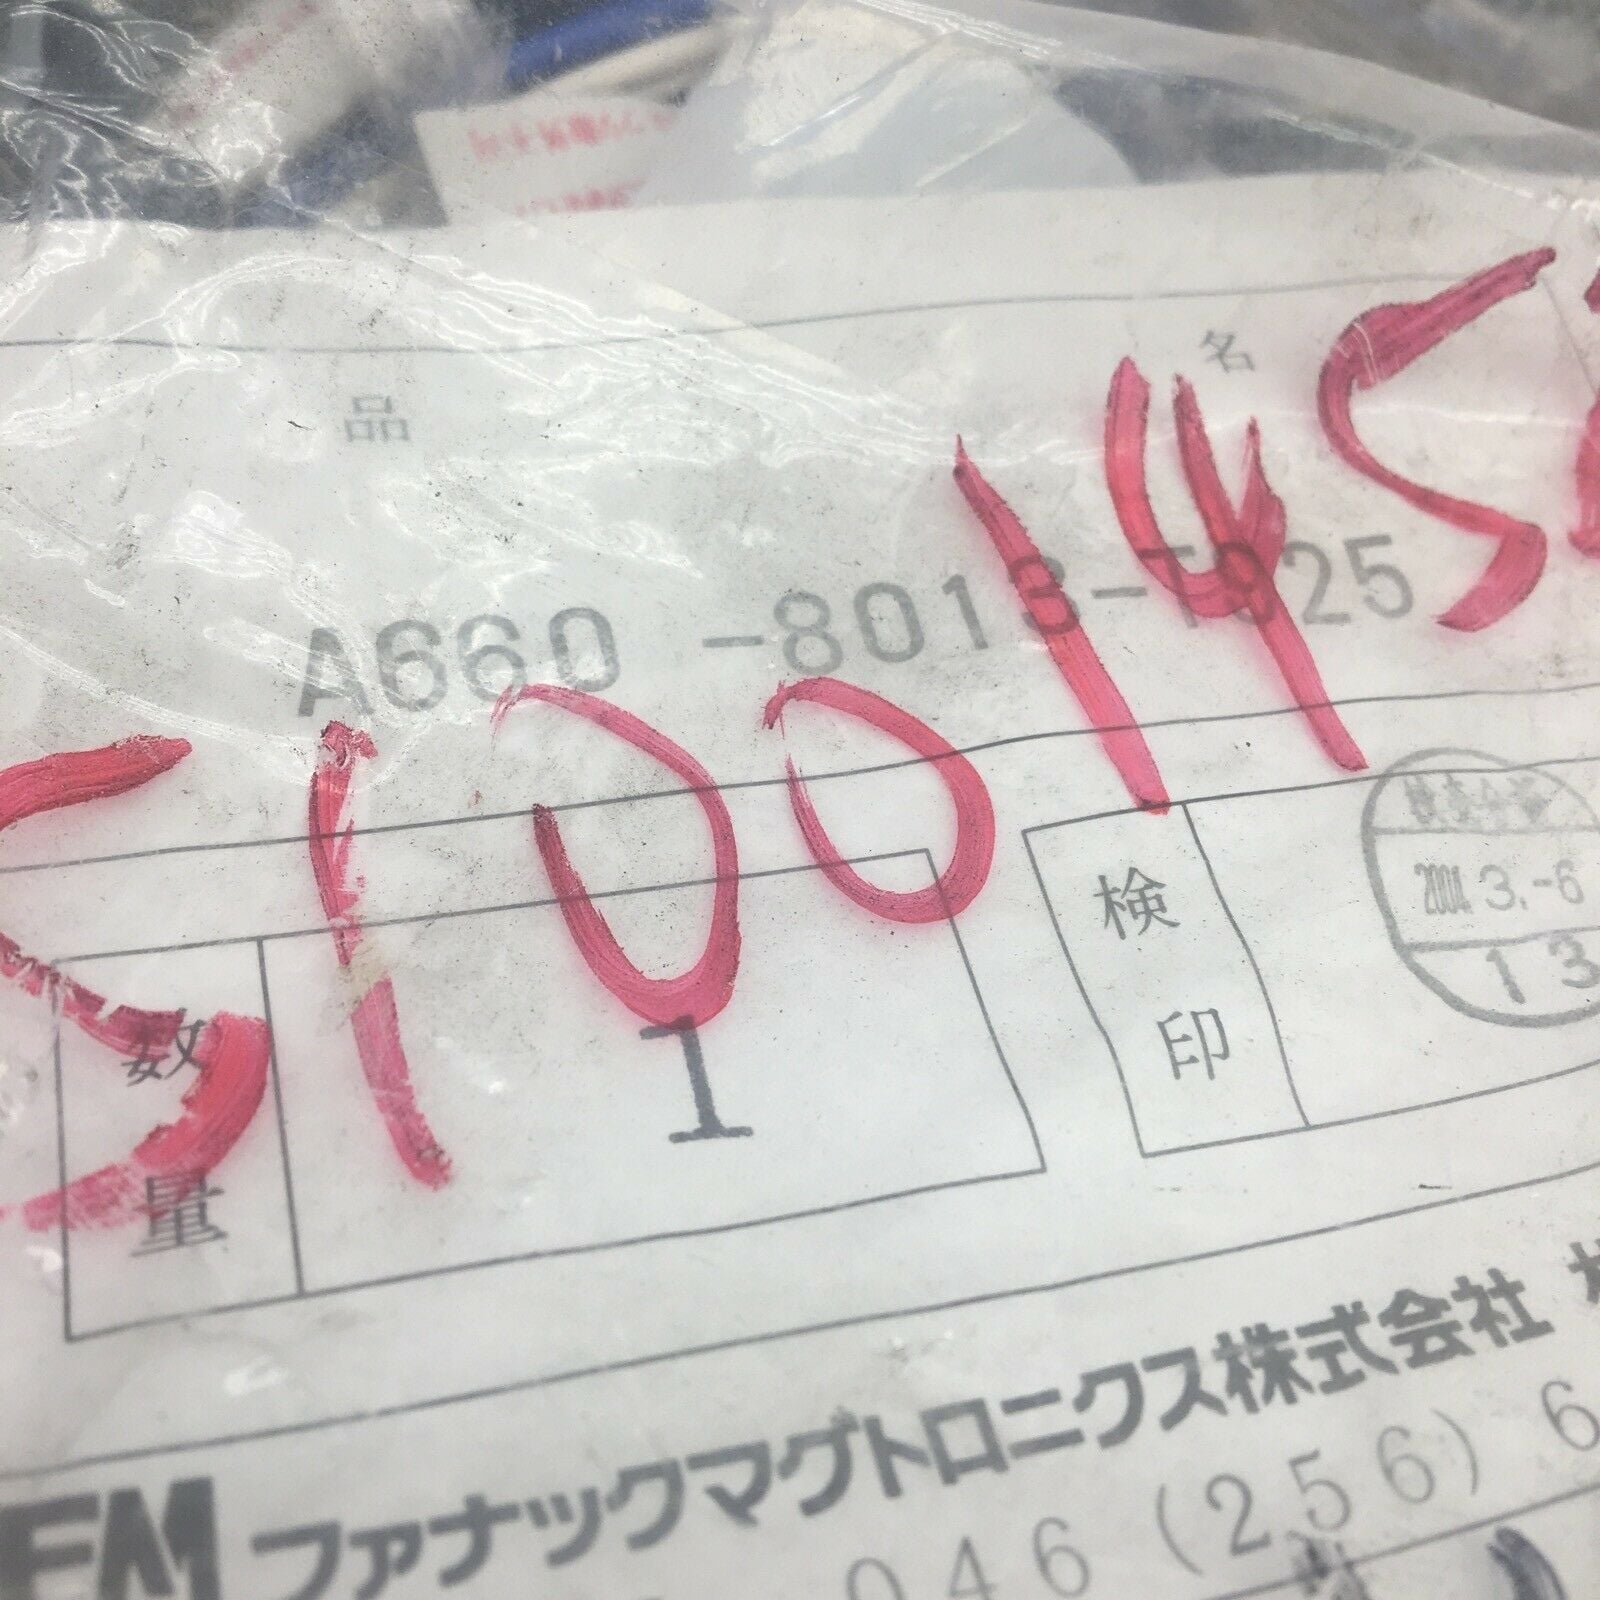 品 名
A660 -8013-T925
5100145
数量 1
検印
2004. 3.-6
13
FM ファナックマグトロニクス株式会社
046 (256) 6